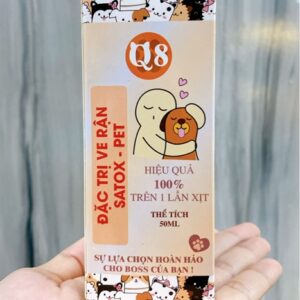 Q8
ĐẶC TRỊ VE RẬN
SATOX - PET
HIỆU QUẢ
100%
TRÊN 1 LẦN XỊT
THỂ TÍCH
50ML
SỰ LỰA CHỌN HOÀN HẢO
CHO BOSS CỦA BẠN !